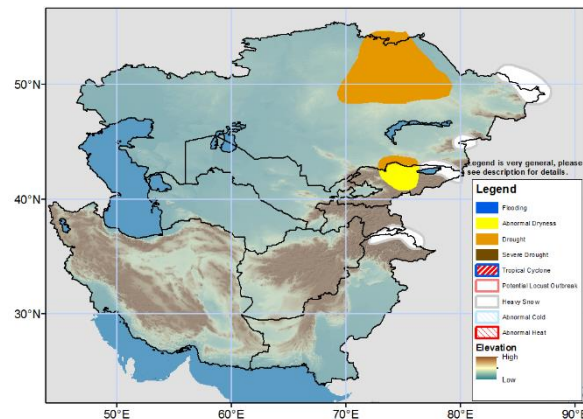 50°N
40°N
30°N
50°E
60°E
70°E
80°E
90°E
Legend is very general, please
see description for details.
Legend
Flooding
Abnormal Dryness
Drought
Severe Drought
Tropical Cyclone
Potential Locust Outbreak
Heavy Snow
Abnormal Cold
Abnormal Heat
Elevation
High
Low